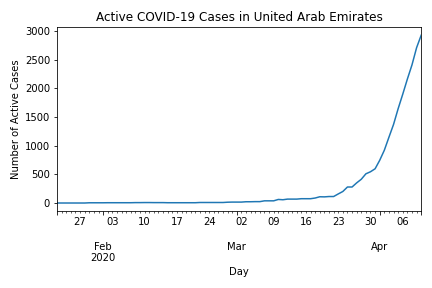 Active COVID-19 Cases in United Arab Emirates
Number of Active Cases
3000
2500
2000
1500
1000
500
0
27 03 10 17 24 02 09 16 23 30 06
Feb Mar Apr
2020
Day